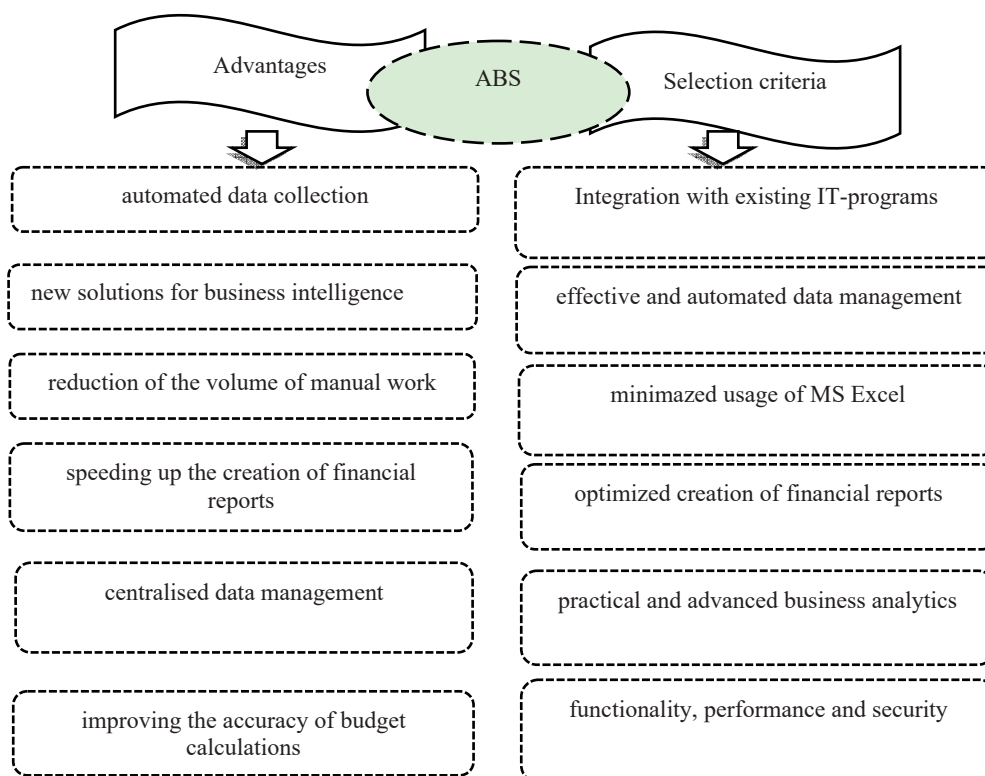 Advantages
ABS
Selection criteria
automated data collection
new solutions for business intelligence
reduction of the volume of manual work
speeding up the creation of financial
reports
centralised data management
improving the accuracy of budget
calculations
Integration with existing IT-programs
effective and automated data management
minimazed usage of MS Excel
optimized creation of financial reports
practical and advanced business analytics
functionality, performance and security